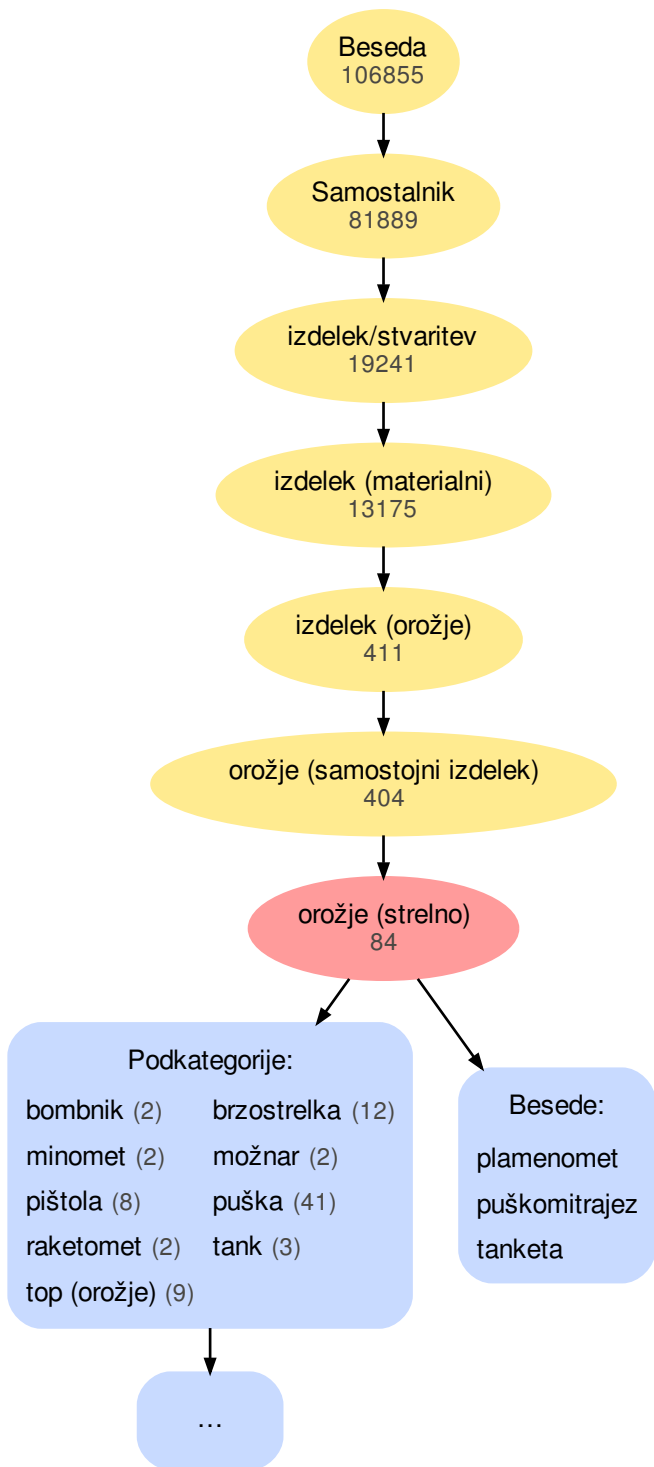 Beseda
106855
Samostalnik
81889
izdelek/stvaritev
19241
izdelek (materialni)
13175
izdelek (orožje)
411
orožje (samostojni izdelek)
404
orožje (strelno)
84
Podkategorije:
bombnik (2) brzostrelka (12)
minomet (2) možnar (2)
pištola (8) puška (41)
raketomet (2) tank (3)
top (orožje) (9)
...
Besede:
plamenomet
puškomitrajez
tanketa